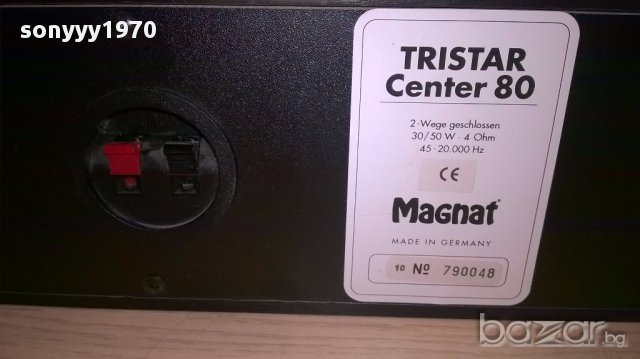 sonyyy1970
TRISTAR
Center 80
2-Wege geschlossen
30/50 W · 4 Ohm
45-20.000 Hz
CE
Magnat
MADE IN GERMANY
10 No 790048
bazar.bg